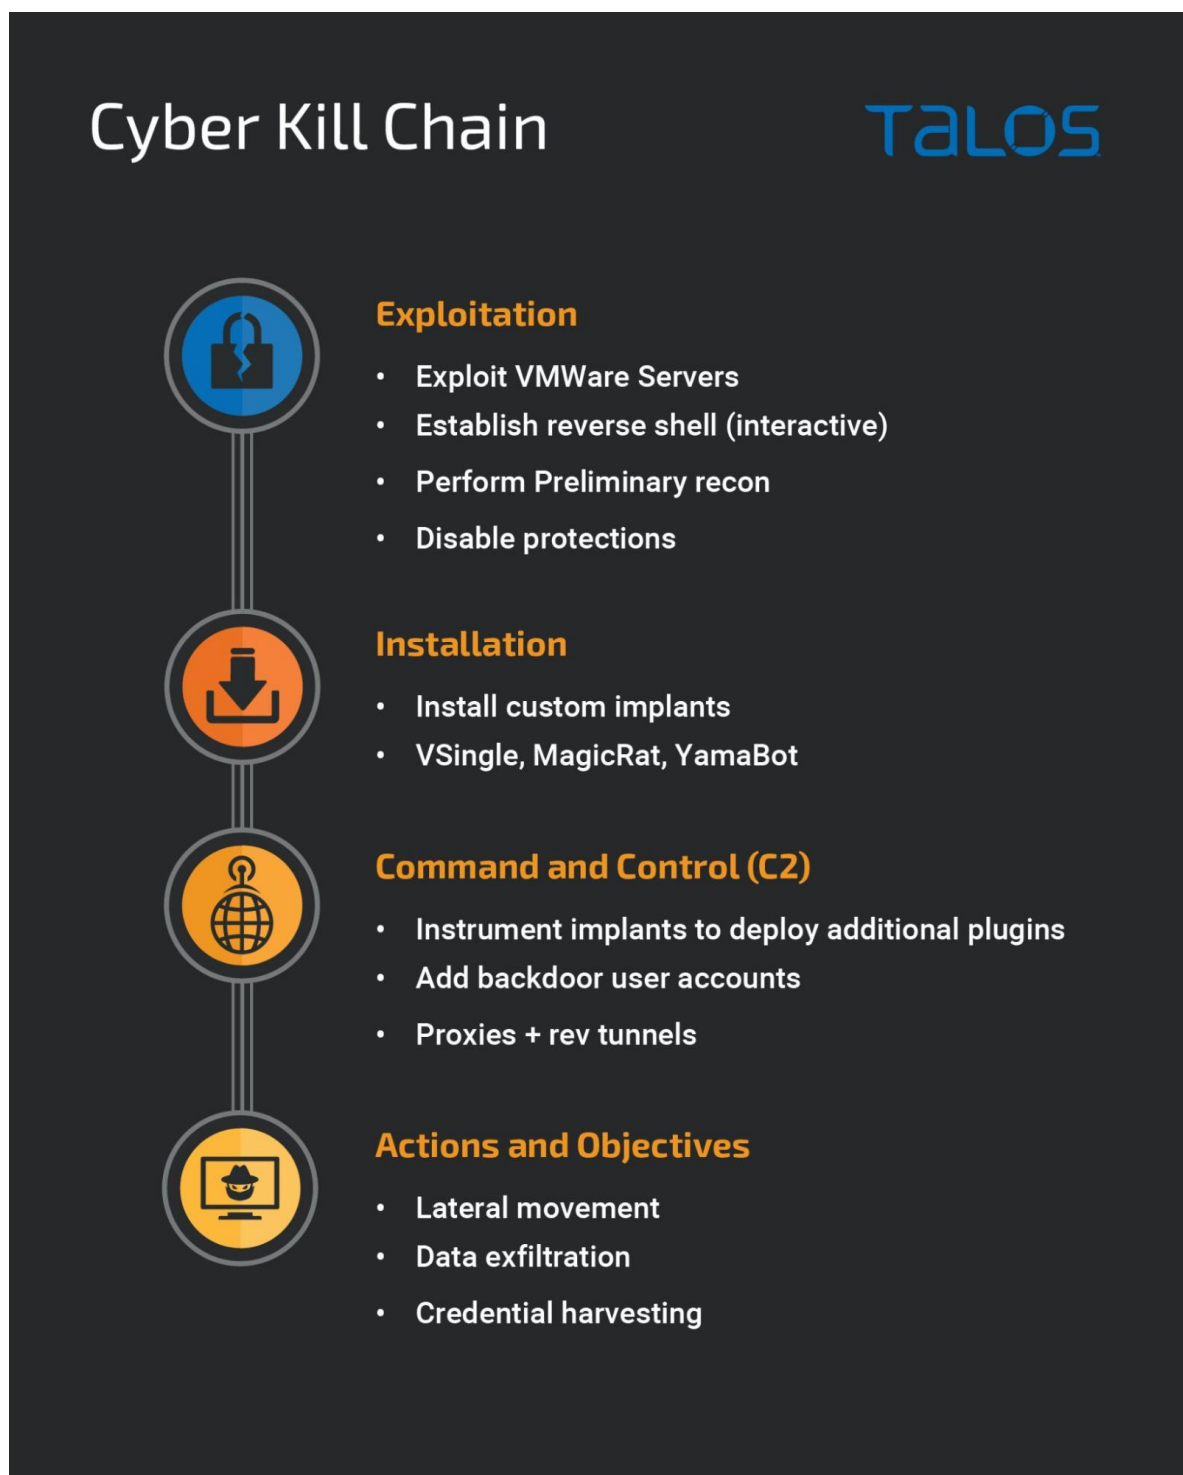 Cyber Kill Chain
TALOS
Exploitation
• Exploit VMWare Servers
• Establish reverse shell (interactive)
• Perform Preliminary recon
• Disable protections
Installation
• Install custom implants
• VSingle, MagicRat, YamaBot
Command and Control (C2)
• Instrument implants to deploy additional plugins
• Add backdoor user accounts
• Proxies + rev tunnels
Actions and Objectives
• Lateral movement
• Data exfiltration
• Credential harvesting